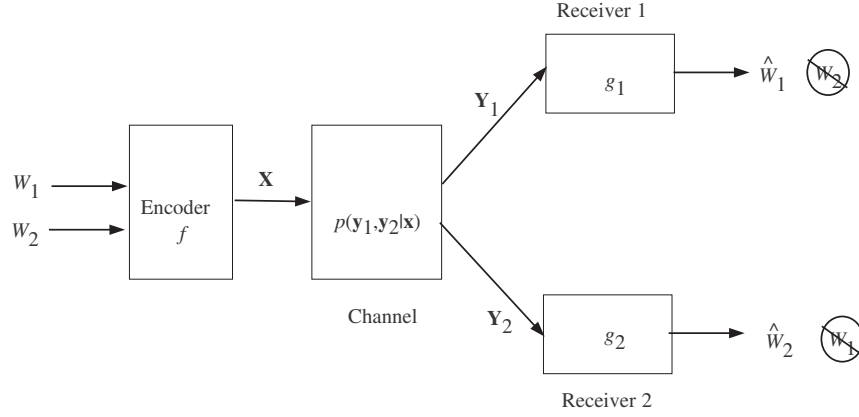 Receiver 1
g₁
Ŵ₁
W₂
Y₁
W₁
W₂
Encoder
f
X
p(y₁,y₂|x)
Channel
Y₂
g₂
Ŵ₂
W₁
Receiver 2